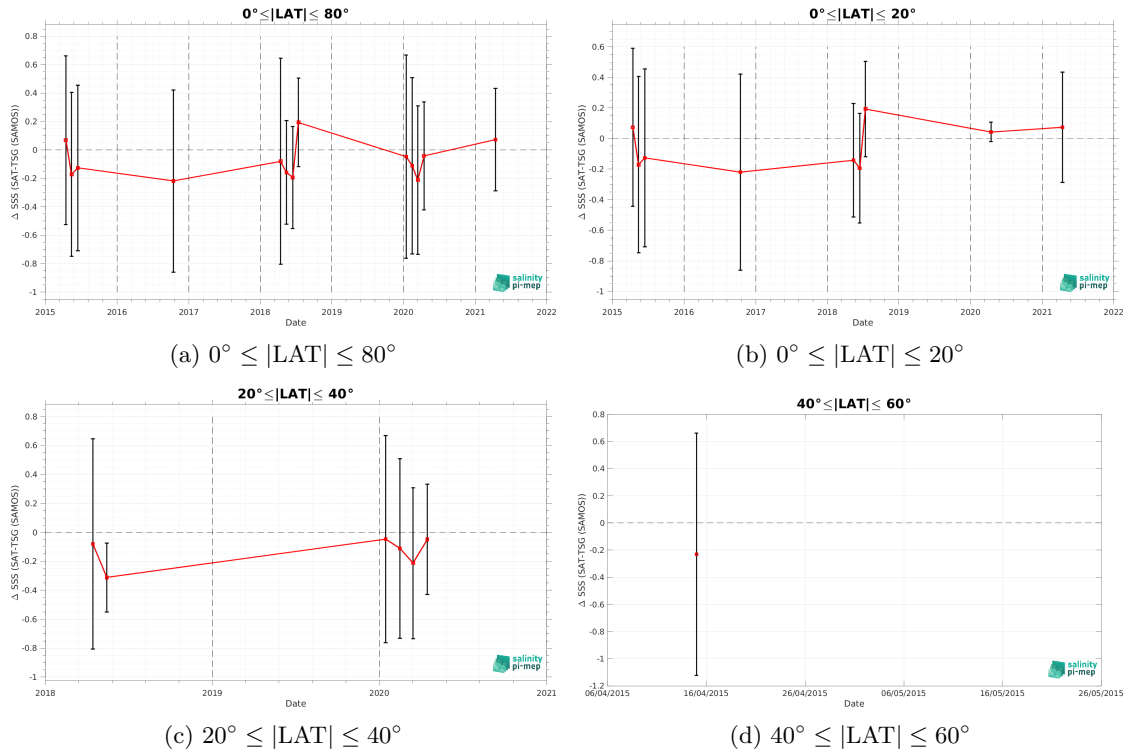 0°≤|LAT|≤ 80°
Δ SSS (SAT-TSG (SAMOS))
0.8
0.6
0.4
0.2
0
-0.2
-0.4
-0.6
-0.8
-1
2015 2016 2017 2018 2019 2020 2021 2022
Date
salinity
pi-mep
(a) 0° ≤ |LAT| ≤ 80°
0°≤|LAT|≤ 20°
Δ SSS (SAT-TSG (SAMOS))
0.6
0.4
0.2
0
-0.2
-0.4
-0.6
-0.8
-1
2015 2016 2017 2018 2019 2020 2021 2022
Date
salinity
pi-mep
(b) 0° ≤ |LAT| ≤ 20°
20°≤|LAT|≤ 40°
Δ SSS (SAT-TSG (SAMOS))
0.8
0.6
0.4
0.2
0
-0.2
-0.4
-0.6
-0.8
-1
2018 2019 2020 2021
Date
salinity
pi-mep
(c) 20° ≤ |LAT| ≤ 40°
40°≤|LAT|≤ 60°
Δ SSS (SAT-TSG (SAMOS))
0.8
0.6
0.4
0.2
0
-0.2
-0.4
-0.6
-0.8
-1
-1.2
06/04/2015 16/04/2015 26/04/2015 06/05/2015 16/05/2015 26/05/2015
Date
salinity
pi-mep
(d) 40° ≤ |LAT| ≤ 60°